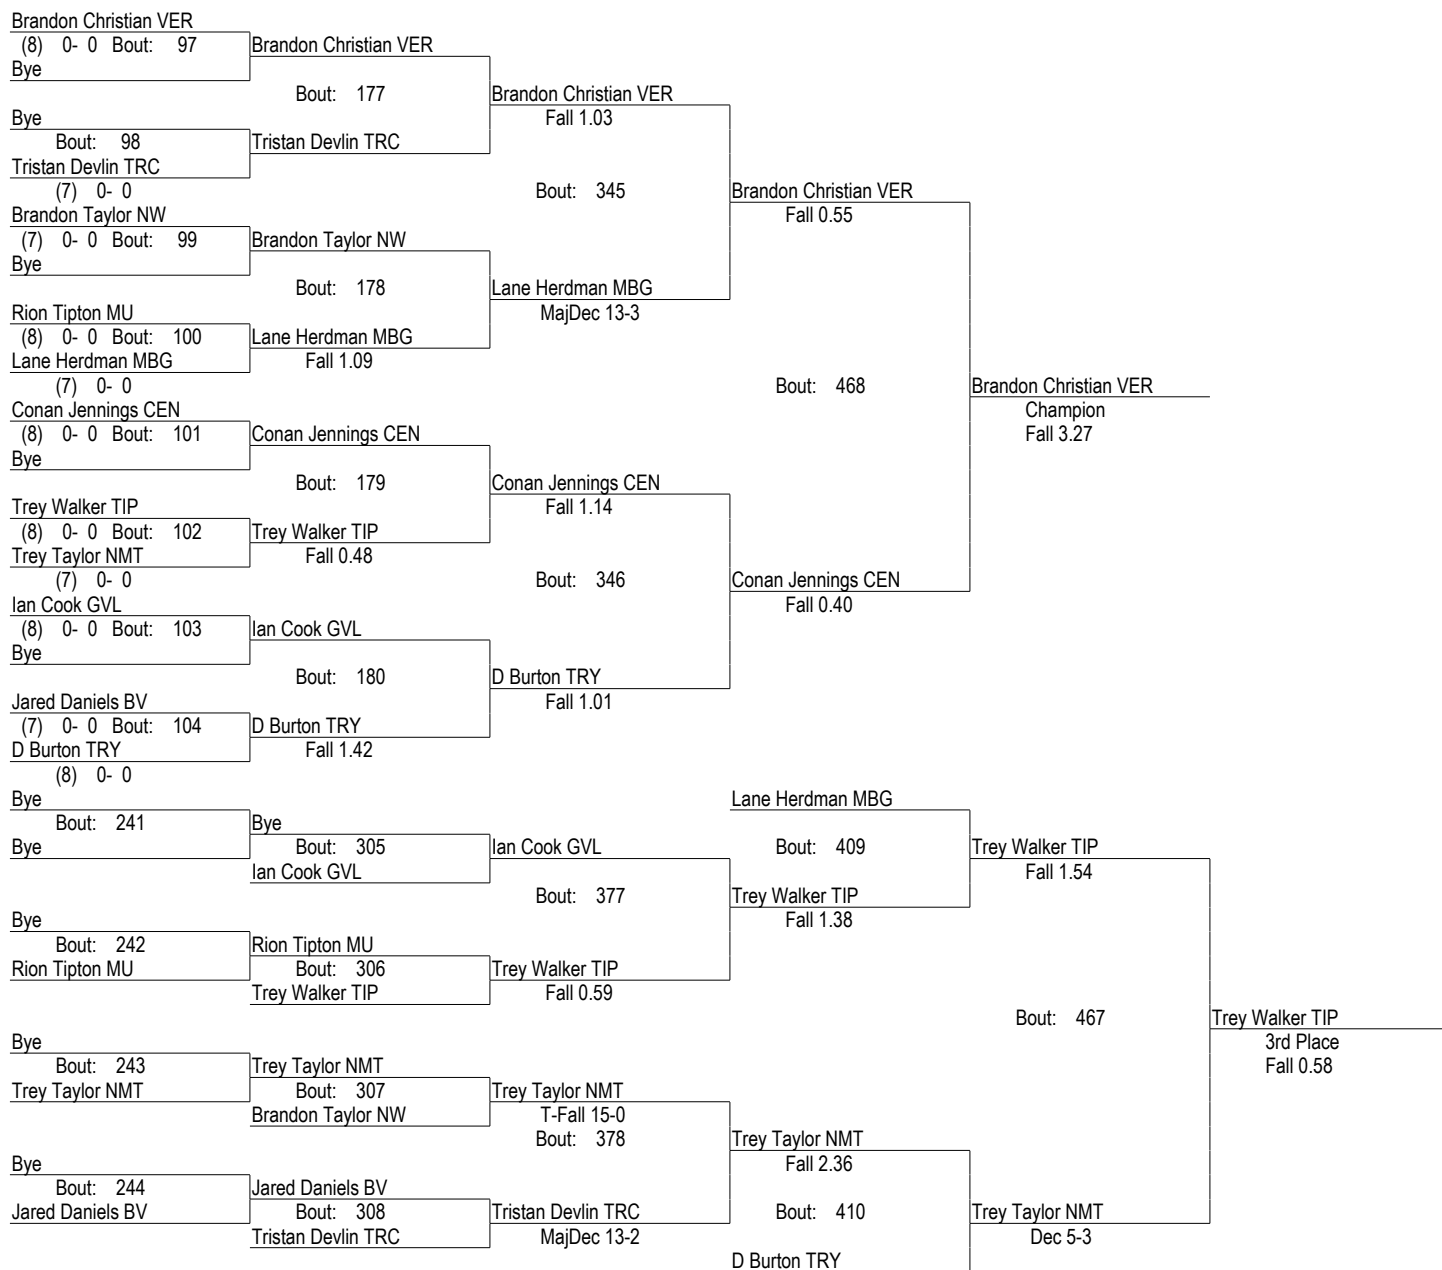 Brandon Christian VER
(8) 0- 0 Bout: 97 Brandon Christian VER
Bye
Bout: 177 Brandon Christian VER
Bye Fall 1.03
Bout: 98 Tristan Devlin TRC
Tristan Devlin TRC
(7) 0- 0 Bout: 345 Brandon Christian VER
Brandon Taylor NW Fall 0.55
(7) 0- 0 Bout: 99 Brandon Taylor NW
Bye
Bout: 178 Lane Herdman MBG
Rion Tipton MU MajDec 13-3
(8) 0- 0 Bout: 100 Lane Herdman MBG
Lane Herdman MBG Fall 1.09
(7) 0- 0 Bout: 468 Brandon Christian VER
Conan Jennings CEN Champion
(8) 0- 0 Bout: 101 Conan Jennings CEN Fall 3.27
Bye
Bout: 179 Conan Jennings CEN
Trey Walker TIP Fall 1.14
(8) 0- 0 Bout: 102 Trey Walker TIP
Trey Taylor NMT Fall 0.48
(7) 0- 0 Bout: 346 Conan Jennings CEN
Ian Cook GVL Fall 0.40
(8) 0- 0 Bout: 103 Ian Cook GVL
Bye
Bout: 180 D Burton TRY
Jared Daniels BV Fall 1.01
(7) 0- 0 Bout: 104 D Burton TRY
D Burton TRY Fall 1.42
(8) 0- 0
Bye Lane Herdman MBG
Bout: 241 Bye
Bye Bout: 305 Ian Cook GVL Bout: 409 Trey Walker TIP
Ian Cook GVL Fall 1.54
Bout: 377 Trey Walker TIP
Bye Fall 1.38
Bout: 242 Rion Tipton MU
Rion Tipton MU Bout: 306 Trey Walker TIP
Trey Walker TIP Fall 0.59
Bout: 467 Trey Walker TIP
Bye 3rd Place
Bout: 243 Trey Taylor NMT Fall 0.58
Trey Taylor NMT Bout: 307 Trey Taylor NMT
Brandon Taylor NW T-Fall 15-0
Bout: 378 Trey Taylor NMT
Bye Fall 2.36
Bout: 244 Jared Daniels BV
Jared Daniels BV Bout: 308 Tristan Devlin TRC Bout: 410 Trey Taylor NMT
Tristan Devlin TRC MajDec 13-2 Dec 5-3
D Burton TRY